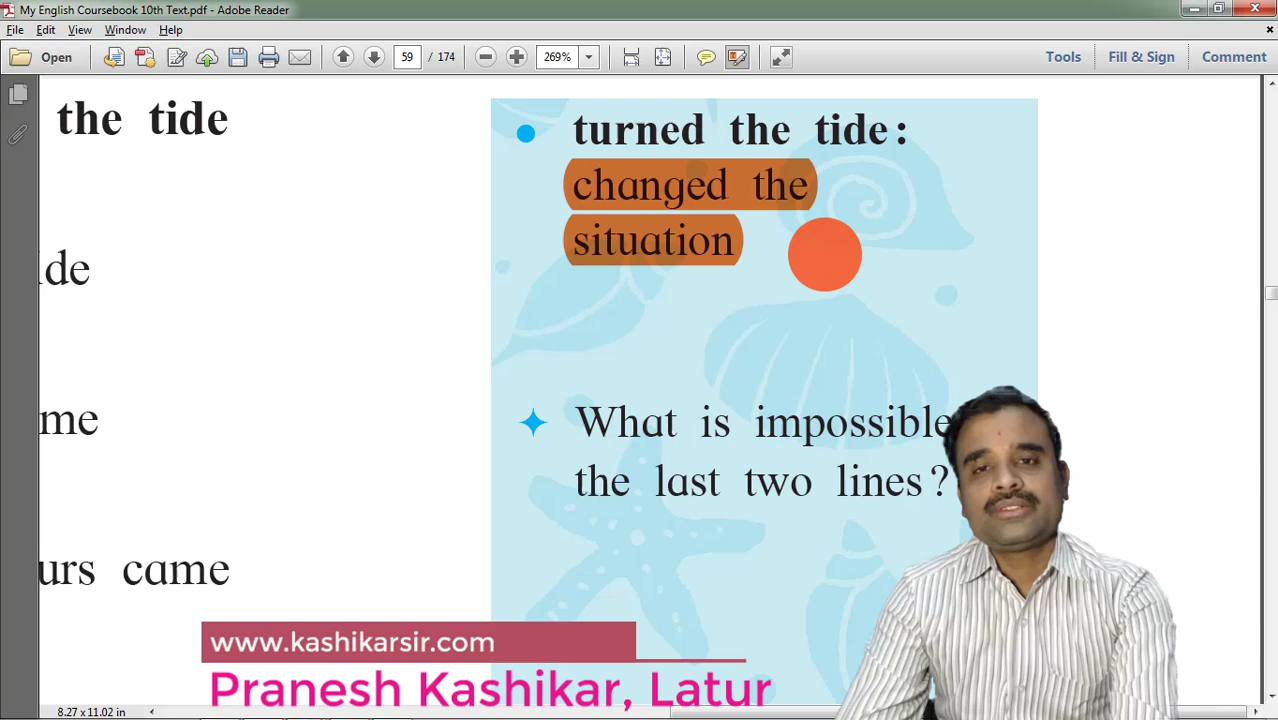 My English Coursebook 10th Text.pdf - Adobe Reader
File Edit View Window Help
Open 59 / 174 269% Tools Fill & Sign Comment
the tide
ide
me
urs came
turned the tide:
changed the
situation
What is impossible
the last two lines?
www.kashikarsir.com
Pranesh Kashikar, Latur
8.27 x 11.02 in